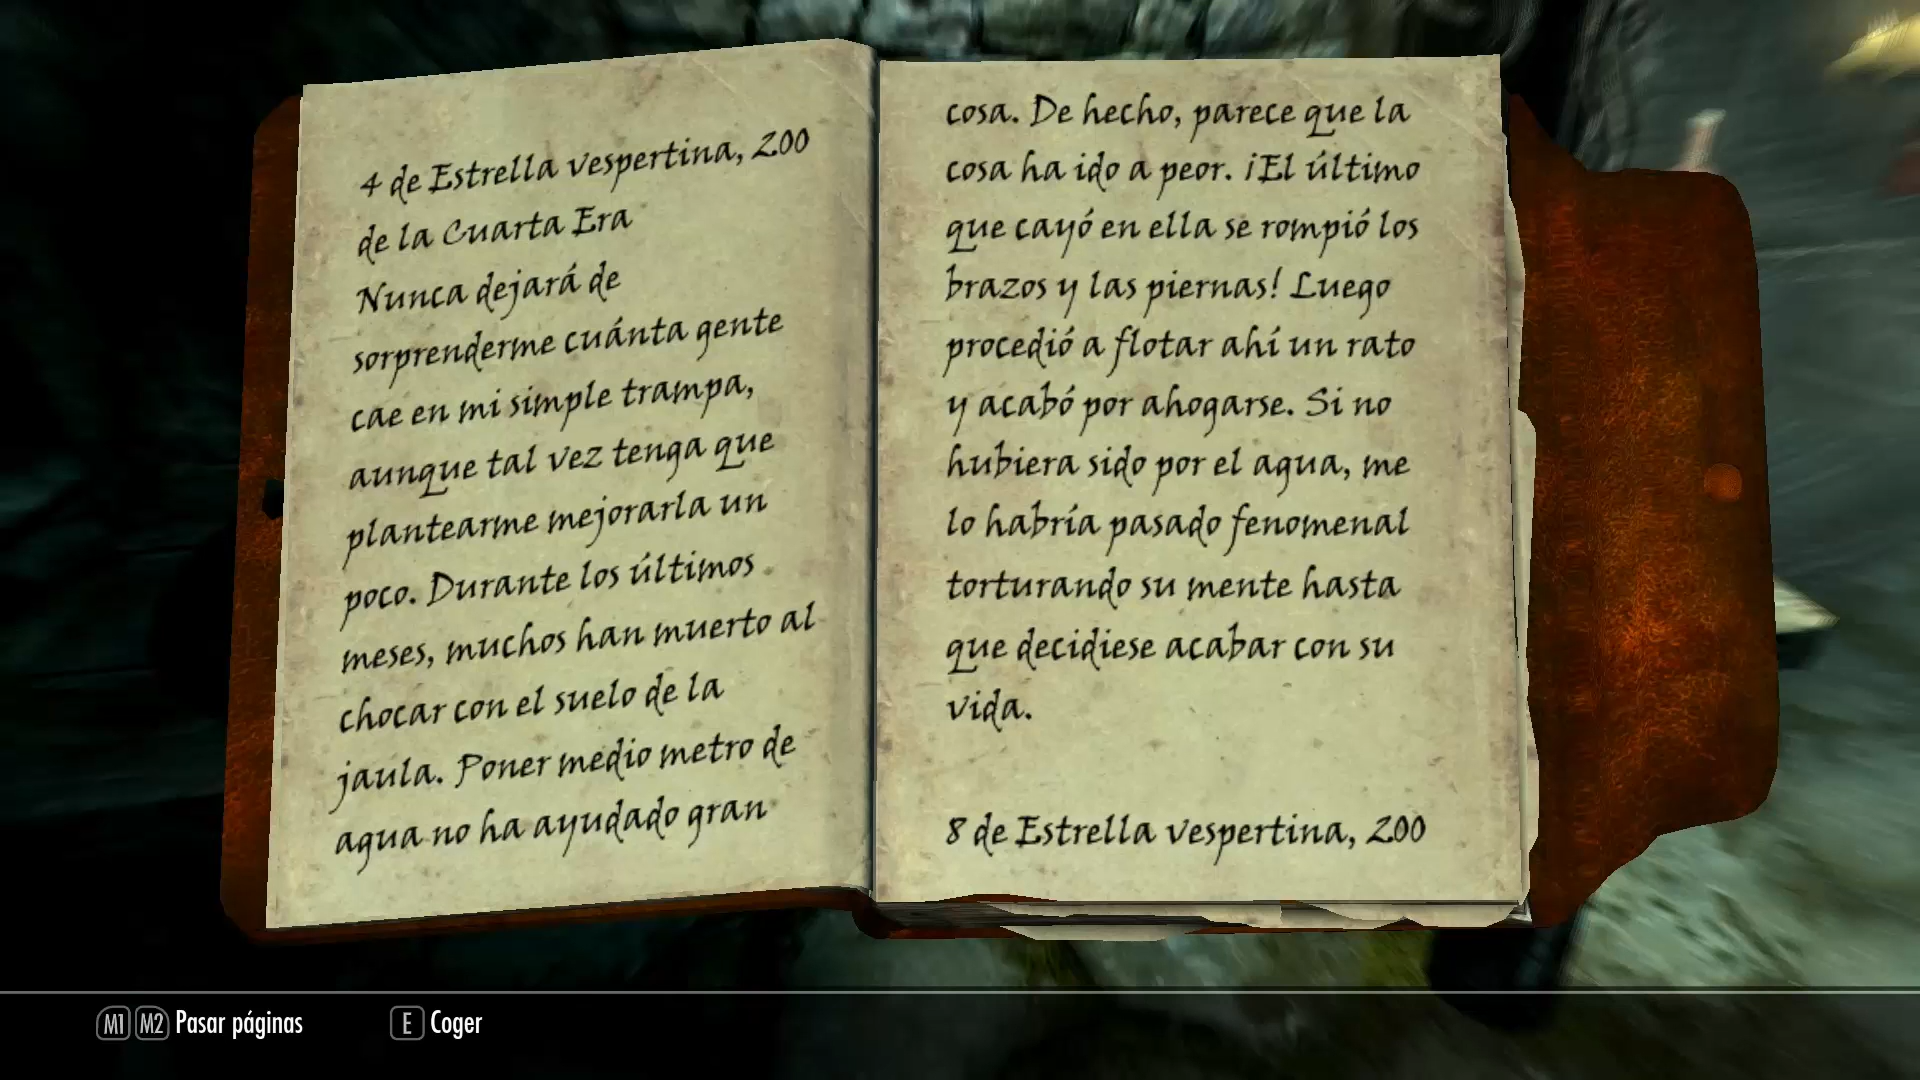 4 de Estrella vespertina, 200
de la Cuarta Era
Nunca dejará de
sorprenderme cuánta gente
cae en mi simple trampa,
aunque tal vez tenga que
plantearme mejorarla un
poco. Durante los últimos
meses, muchos han muerto al
chocar con el suelo de la
jaula. Poner medio metro de
agua no ha ayudado gran
cosa. De hecho, parece que la
cosa ha ido a peor. ¡El último
que cayó en ella se rompió los
brazos y las piernas! Luego
procedió a flotar ahí un rato
y acabó por ahogarse. Si no
hubiera sido por el agua, me
lo habría pasado fenomenal
torturando su mente hasta
que decidiese acabar con su
vida.
8 de Estrella vespertina, 200
M1 M2 Pasar páginas
E Coger